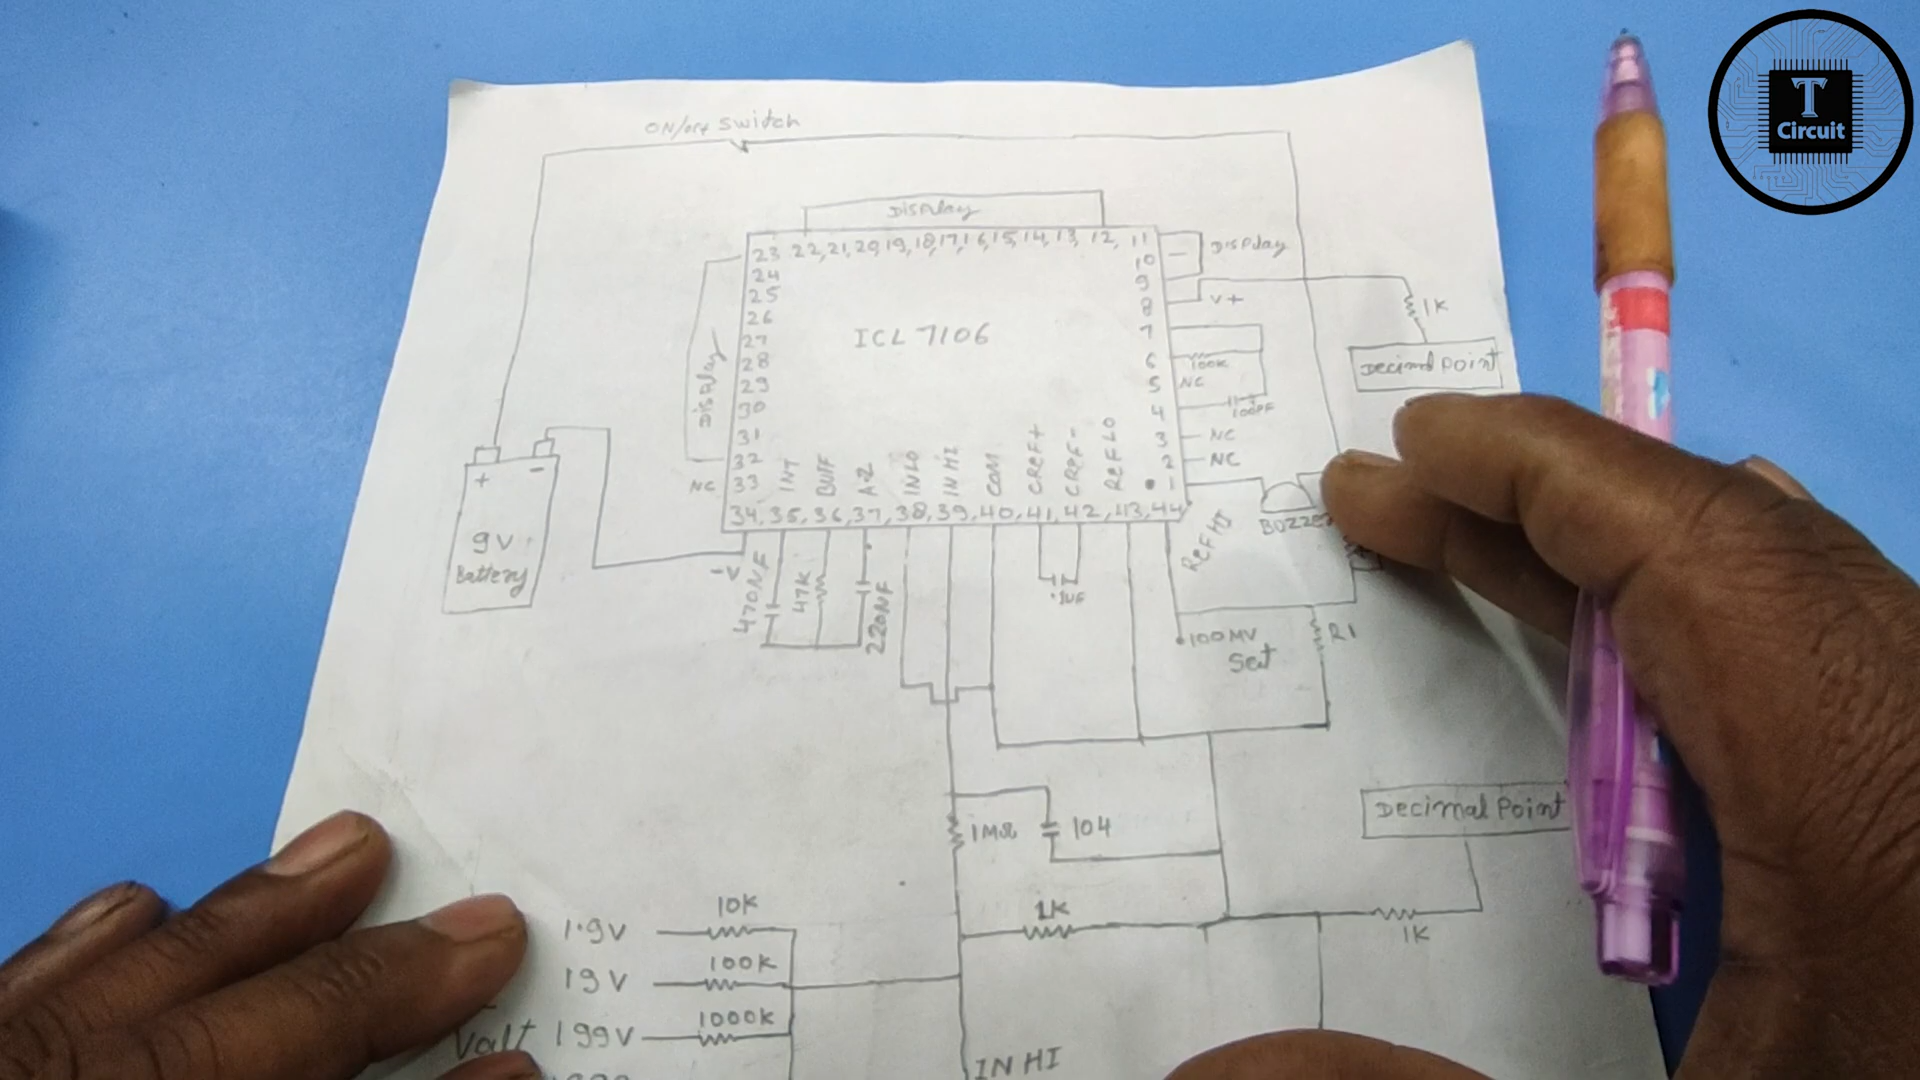 T
Circuit
ON/OFF Switch
Display
23 22, 21, 20, 19, 18, 17, 16, 15, 14, 13, 12, 11
24
25
26
27
28
29
30
31
32
NC 33
Display
ICL 7106
10
9
8
7
6
5
4
3
2
1
Display
V+
100K
NC
100PF
NC
NC
1K
Decimal Point
INT
BUFF
A-Z
IN LO
IN HI
COM
CREF+
CREF-
REF LO
34, 35, 36, 37, 38, 39, 40, 41, 42, 43, 44
REF HI
+ -
9V
Battery
-V
470NF
47K
220NF
.1UF
100MV
Set
R1
1MΩ
104
Decimal Point
1K
1K
1.9V 10K
19V 100K
Valt 199V 1000K
IN HI